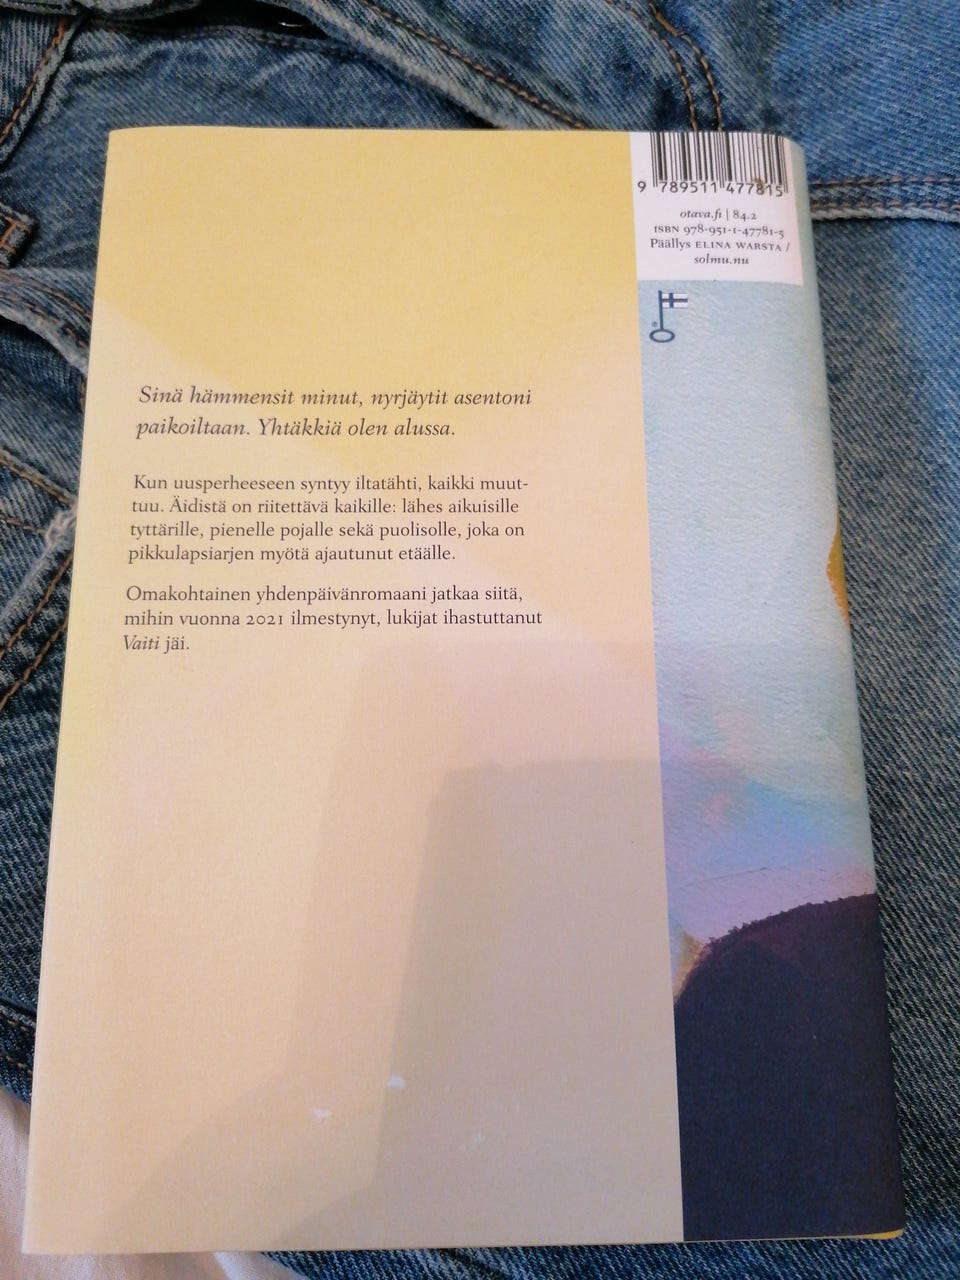 9 789511 477815
otava.fi | 84.2
ISBN 978-951-1-47781-5
Päällys ELINA WARSTA /
solmu.nu
®
Sinä hämmensit minut, nyrjäytit asentoni
paikoiltaan. Yhtäkkiä olen alussa.
Kun uusperheeseen syntyy iltatähti, kaikki muut-
tuu. Äidistä on riitettävä kaikille: lähes aikuisille
tyttärille, pienelle pojalle sekä puolisolle, joka on
pikkulapsiarjen myötä ajautunut etäälle.
Omakohtainen yhdenpäivänromaani jatkaa siitä,
mihin vuonna 2021 ilmestynyt, lukijat ihastuttanut
Vaiti jäi.